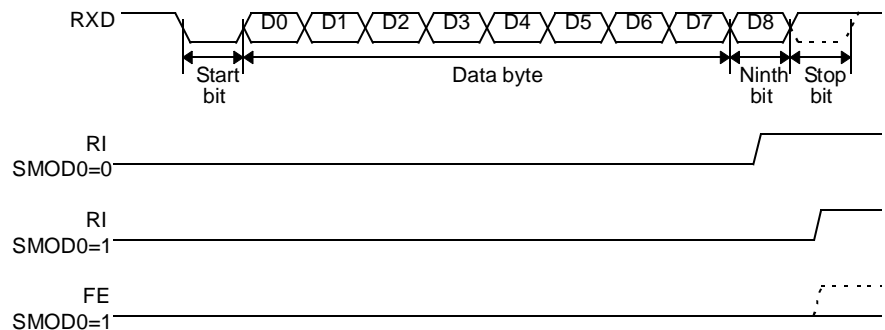 RXD D0 D1 D2 D3 D4 D5 D6 D7 D8
Start bit Data byte Ninth bit Stop bit
RI
SMOD0=0
RI
SMOD0=1
FE
SMOD0=1